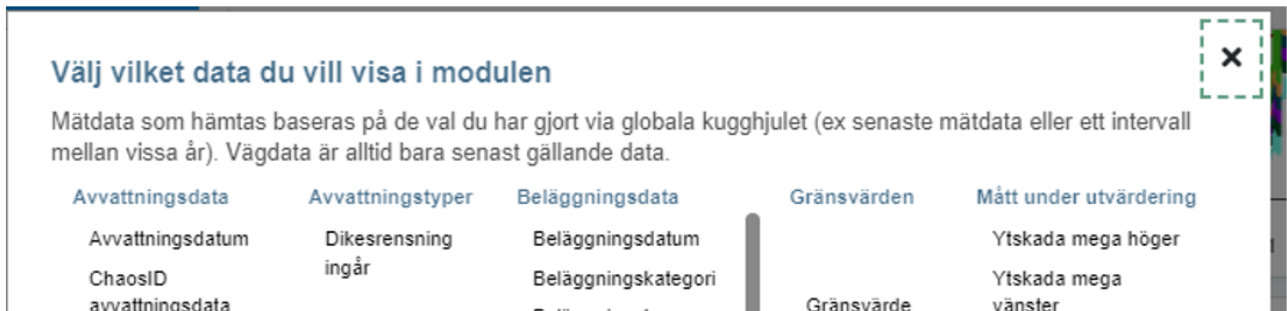 Välj vilket data du vill visa i modulen
Mätdata som hämtas baseras på de val du har gjort via globala kugghjulet (ex senaste mätdata eller ett intervall
mellan vissa år). Vägdata är alltid bara senast gällande data.
Avvattningsdata
Avvattningsdatum
ChaosID
avvattningsdata
Avvattningstyper
Dikesrensning
ingår
Beläggningsdata
Beläggningsdatum
Beläggningskategori
Gränsvärden
Gränsvärde
Mått under utvärdering
Ytskada mega höger
Ytskada mega
vänster